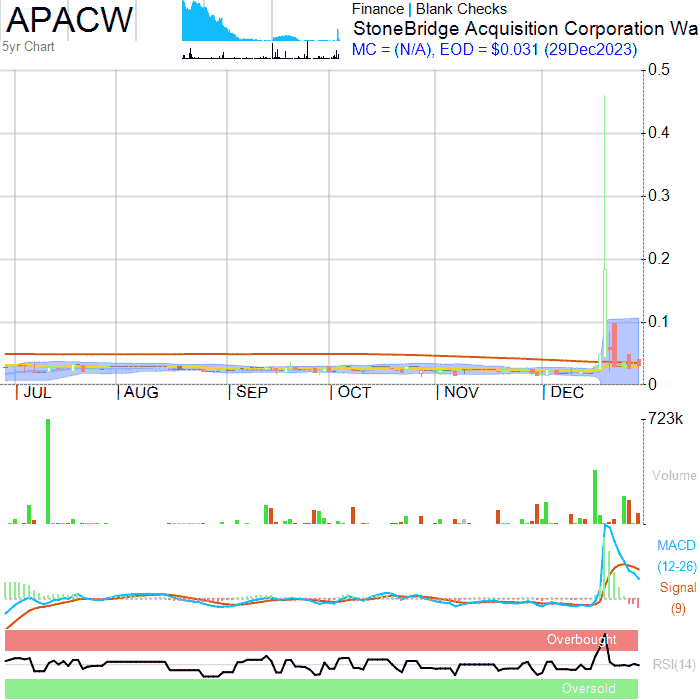 APACW
5yr Chart
Finance | Blank Checks
StoneBridge Acquisition Corporation Wa
MC = (N/A), EOD = $0.031 (29Dec2023)
0.5
0.4
0.3
0.2
0.1
0
JUL AUG SEP OCT NOV DEC
723k
Volume
MACD
(12-26)
Signal
(9)
Overbought
RSI(14)
Oversold